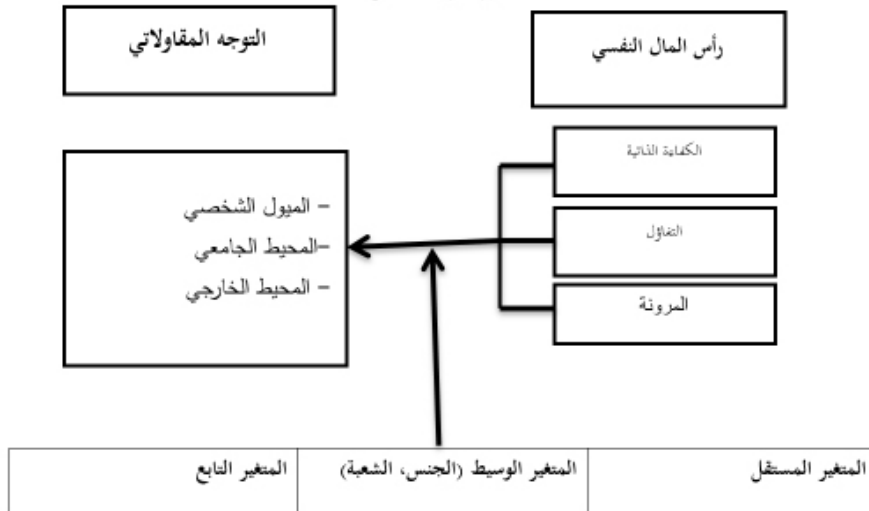 رأس المال النفسي
التوجه المقاولاتي
الكفاءة الذاتية
التفاؤل
المرونة
– الميول الشخصي
–المحيط الجامعي
– المحيط الخارجي
المتغير المستقل
المتغير الوسيط (الجنس، الشعبة)
المتغير التابع